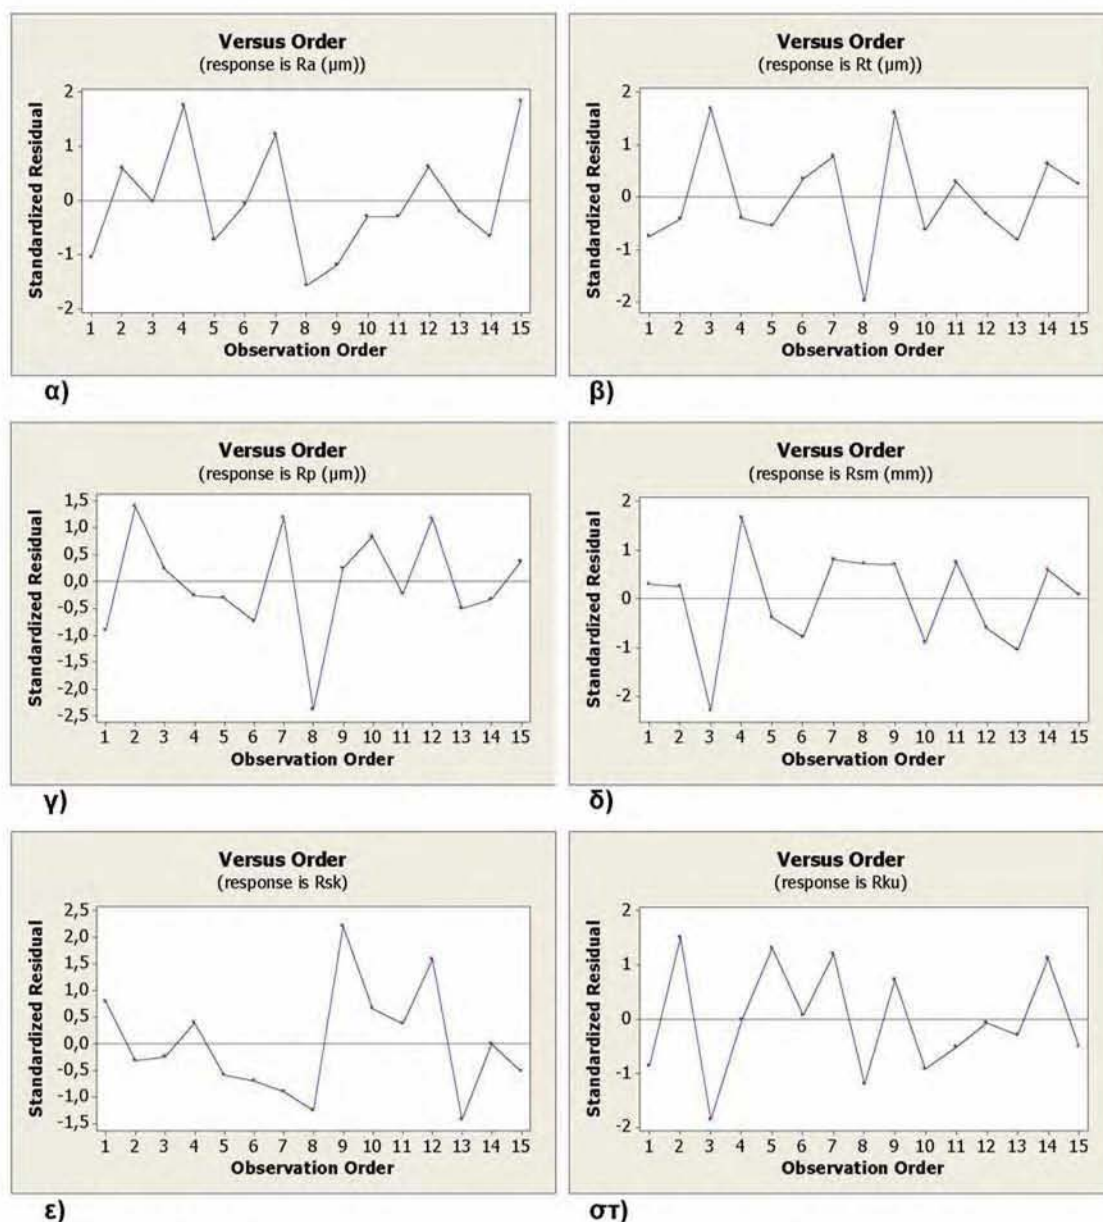 Versus Order
(response is Ra (µm))
Standardized Residual
2
1
0
-1
-2
1 2 3 4 5 6 7 8 9 10 11 12 13 14 15
Observation Order
α)
Versus Order
(response is Rt (µm))
Standardized Residual
2
1
0
-1
-2
1 2 3 4 5 6 7 8 9 10 11 12 13 14 15
Observation Order
β)
Versus Order
(response is Rp (µm))
Standardized Residual
1,5
1,0
0,5
0,0
-0,5
-1,0
-1,5
-2,0
-2,5
1 2 3 4 5 6 7 8 9 10 11 12 13 14 15
Observation Order
γ)
Versus Order
(response is Rsm (mm))
Standardized Residual
2
1
0
-1
-2
1 2 3 4 5 6 7 8 9 10 11 12 13 14 15
Observation Order
δ)
Versus Order
(response is Rsk)
Standardized Residual
2,5
2,0
1,5
1,0
0,5
0,0
-0,5
-1,0
-1,5
1 2 3 4 5 6 7 8 9 10 11 12 13 14 15
Observation Order
ε)
Versus Order
(response is Rku)
Standardized Residual
2
1
0
-1
-2
1 2 3 4 5 6 7 8 9 10 11 12 13 14 15
Observation Order
στ)